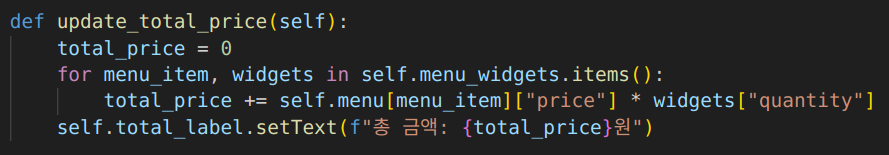 def update_total_price(self):
    total_price = 0
    for menu_item, widgets in self.menu_widgets.items():
        total_price += self.menu[menu_item]["price"] * widgets["quantity"]
    self.total_label.setText(f"총 금액: {total_price}원")